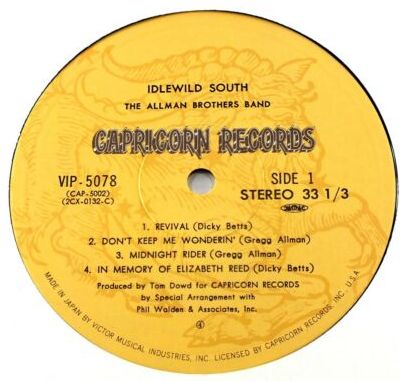 IDLEWILD SOUTH
THE ALLMAN BROTHERS BAND
CAPRICORN RECORDS
VIP-5078
(CAP-5002)
(2CX-0132-C)
SIDE 1
STEREO 33 1/3
1. REVIVAL (Dicky Betts)
2. DON'T KEEP ME WONDERIN' (Gregg Allman)
3. MIDNIGHT RIDER (Gregg Allman)
4. IN MEMORY OF ELIZABETH REED (Dicky Betts)
Produced by Tom Dowd for CAPRICORN RECORDS
by Special Arrangement with
Phil Walden & Associates, Inc.
④
MADE IN JAPAN BY VICTOR MUSICAL INDUSTRIES, INC. LICENSED BY CAPRICORN RECORDS INC. U.S.A